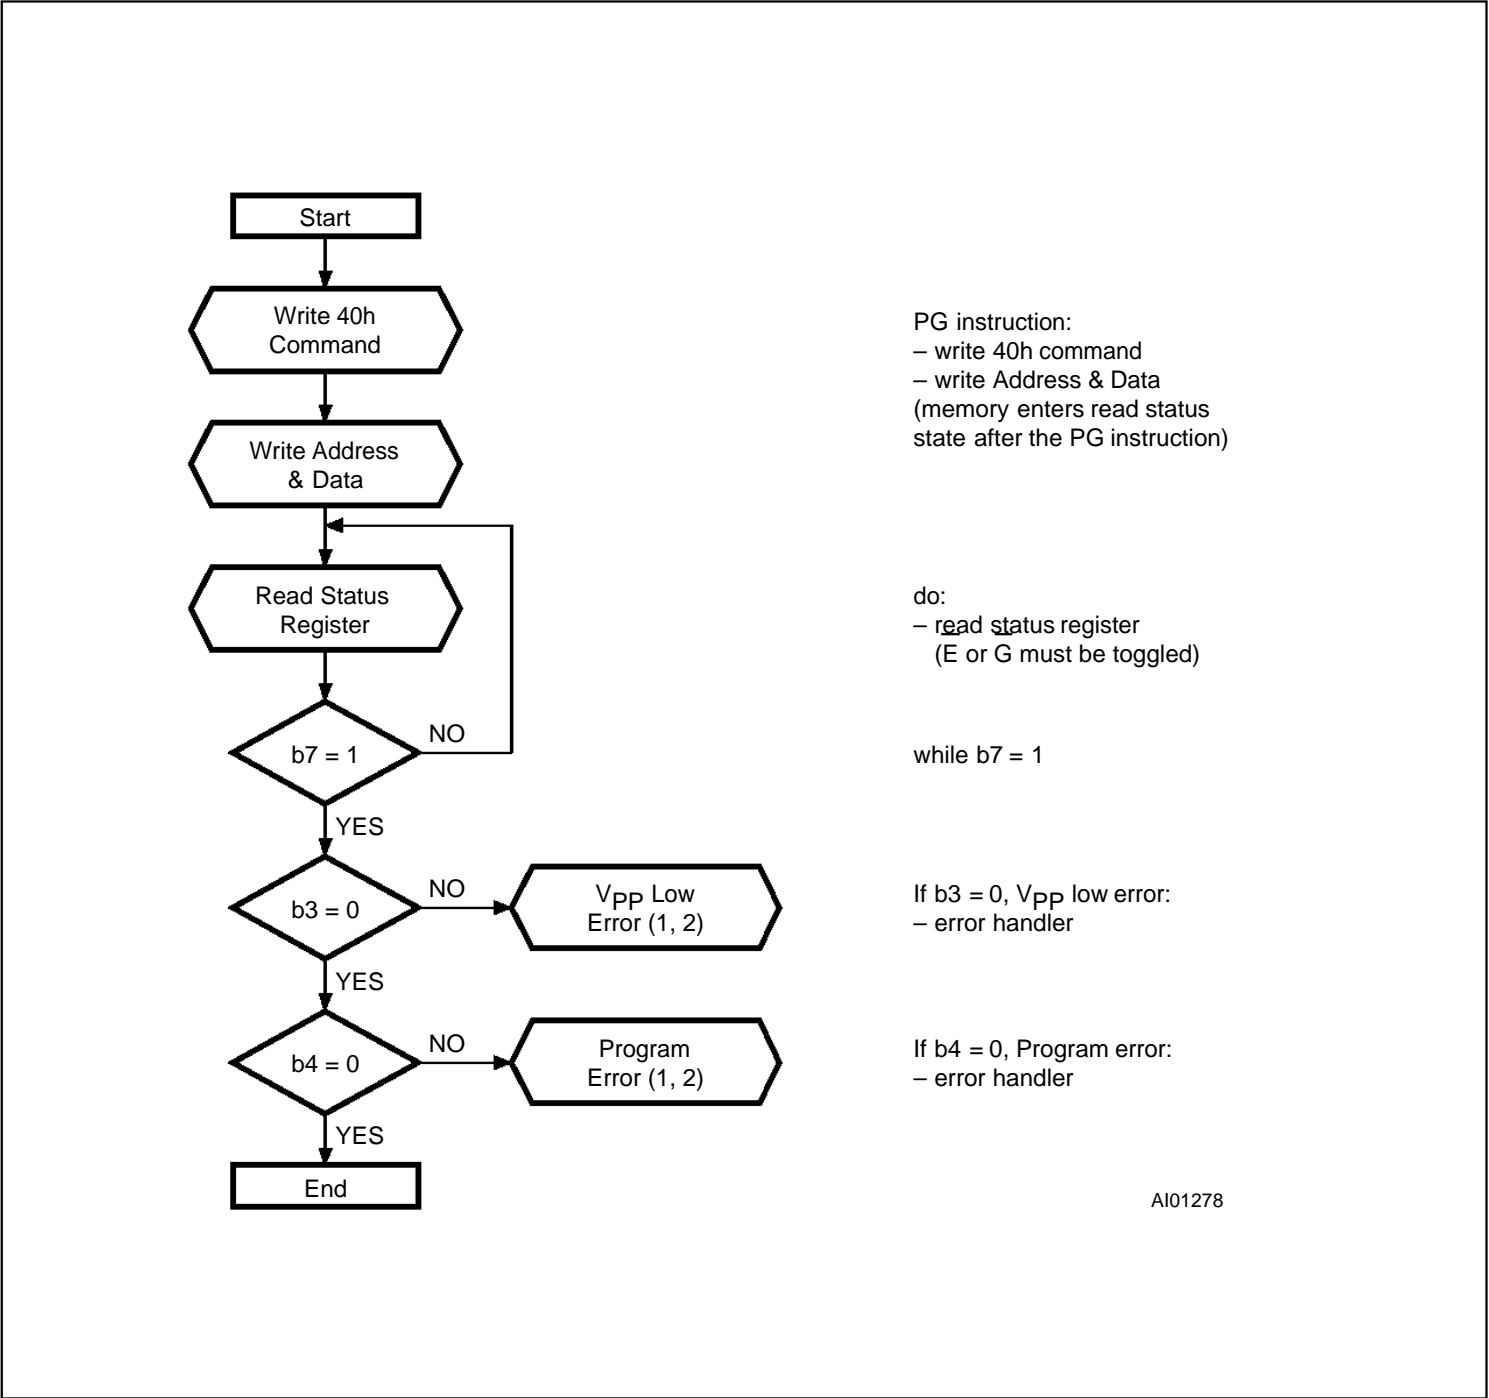 Start
Write 40h
Command
Write Address
& Data
Read Status
Register
b7 = 1
NO
YES
b3 = 0
NO
YES
VPP Low
Error (1, 2)
b4 = 0
NO
YES
Program
Error (1, 2)
End
PG instruction:
– write 40h command
– write Address & Data
(memory enters read status
state after the PG instruction)
do:
– read status register
(E̅ or G̅ must be toggled)
while b7 = 1
If b3 = 0, VPP low error:
– error handler
If b4 = 0, Program error:
– error handler
AI01278